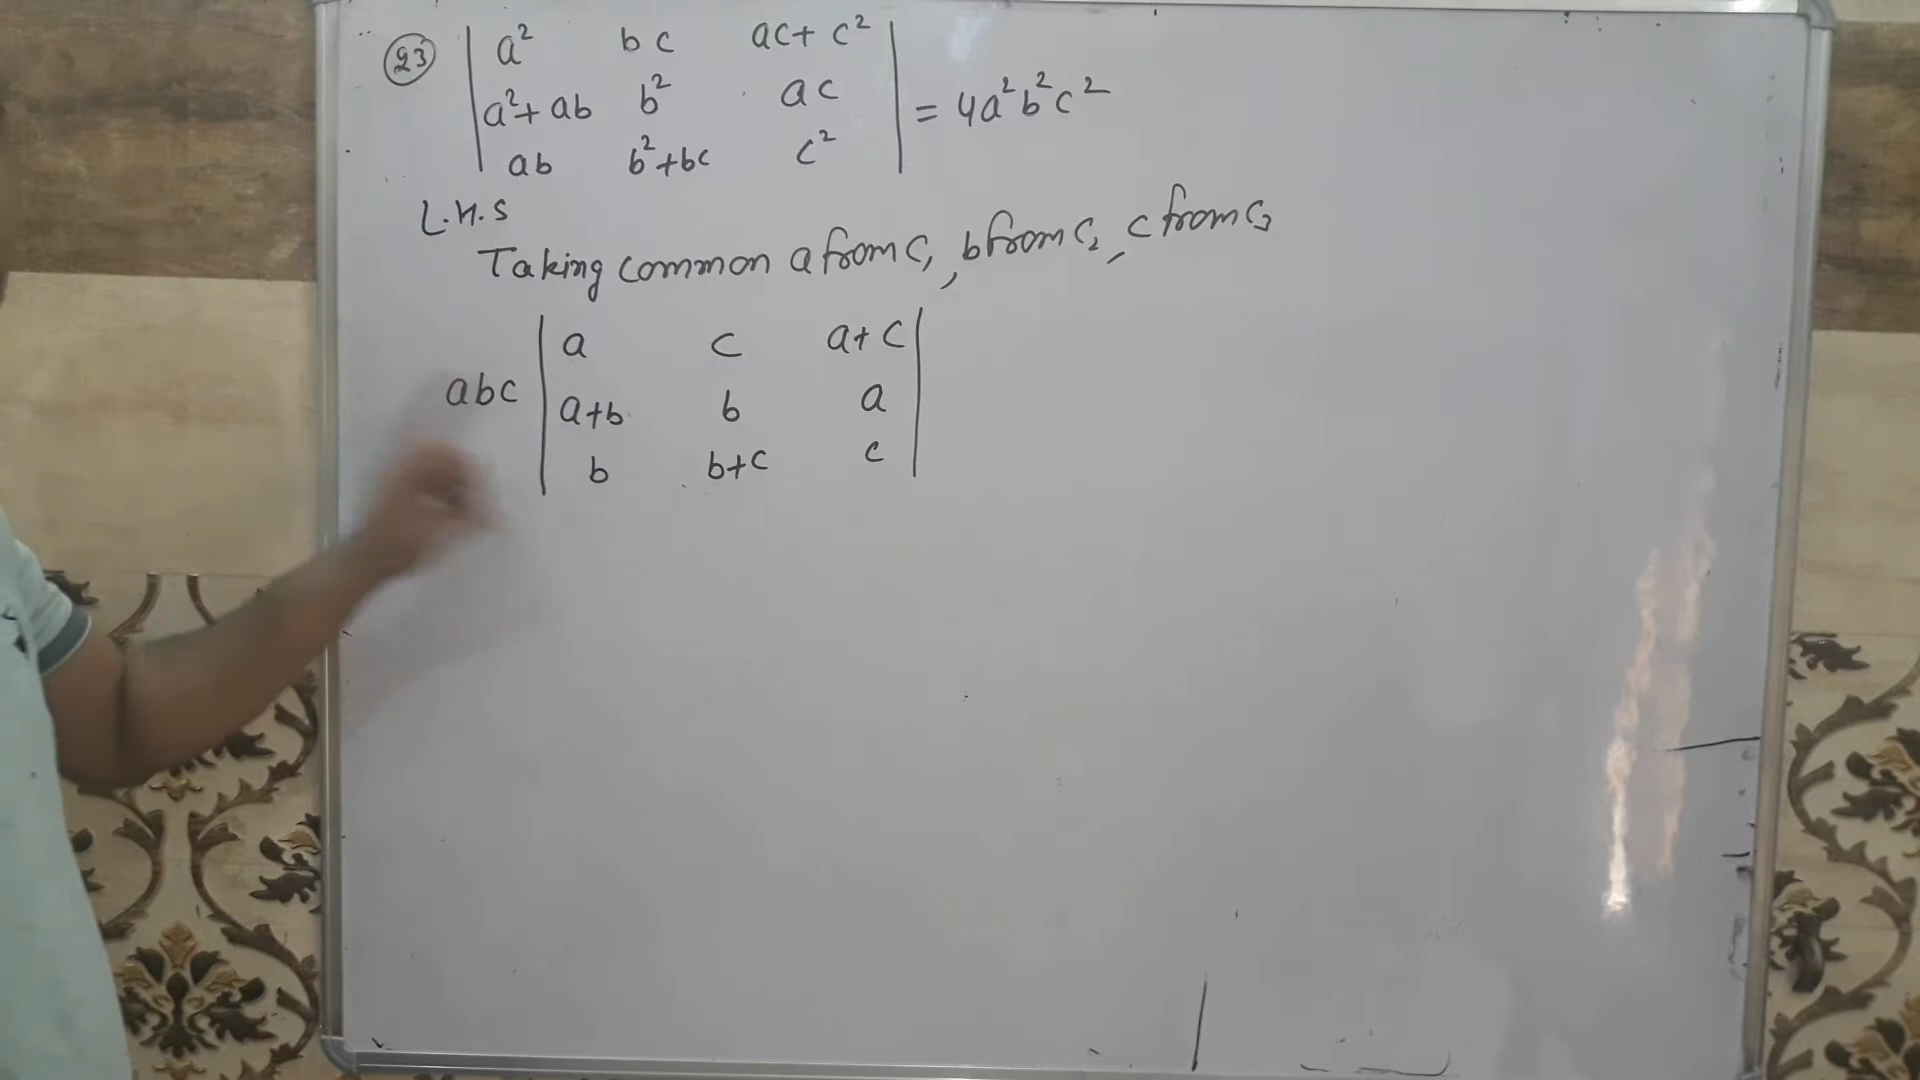 23 | a² bc ac+c² |
| a²+ab b² ac | = 4a²b²c²
| ab b²+bc c² |
L.H.S
Taking common a from C₁, b from C₂, c from C₃
| a c a+c |
abc | a+b b a |
| b b+c c |